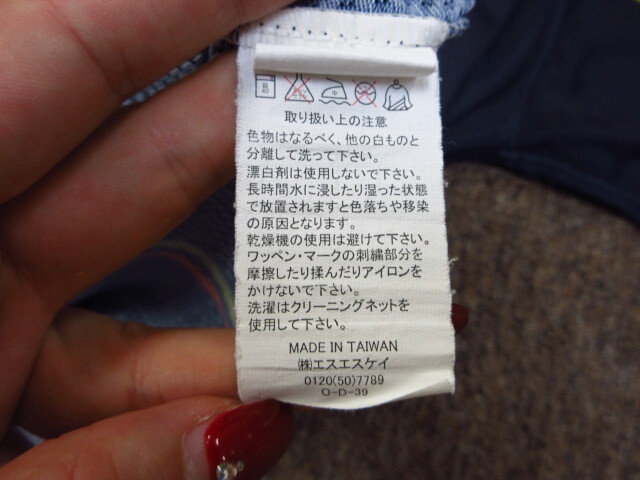 中
取り扱い上の注意
色物はなるべく、他の白ものと
分離して洗って下さい。
漂白剤は使用しないで下さい。
長時間水に浸したり湿った状態
で放置されますと色落ちや移染
の原因となります。
乾燥機の使用は避けて下さい。
ワッペン・マークの刺繍部分を
摩擦したり揉んだりアイロンを
かけないで下さい。
洗濯はクリーニングネットを
使用して下さい。
MADE IN TAIWAN
㈱エスエスケイ
0120(50)7789
O-D-39